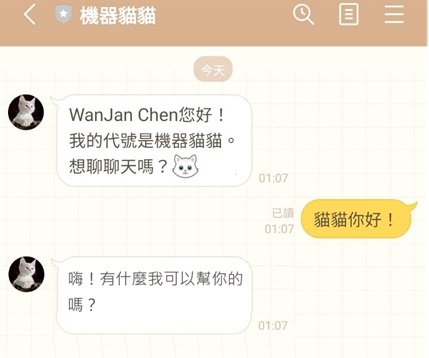 機器貓貓
今天
WanJan Chen您好！
我的代號是機器貓貓。
想聊聊天嗎？
01:07
已讀
01:07
貓貓你好！
嗨！有什麼我可以幫你的
嗎？
01:07